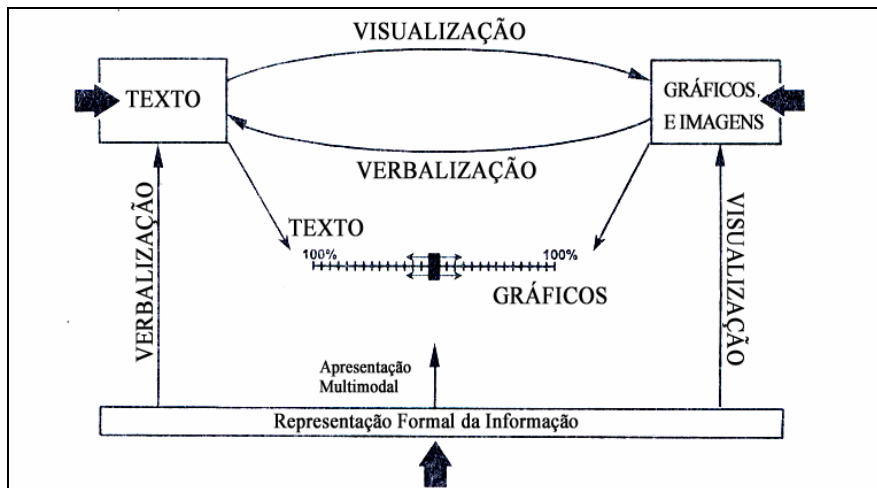 VISUALIZAÇÃO
TEXTO
GRÁFICOS,
E IMAGENS
VERBALIZAÇÃO
VERBALIZAÇÃO
VISUALIZAÇÃO
TEXTO
100%
100%
GRÁFICOS
Apresentação
Multimodal
Representação Formal da Informação